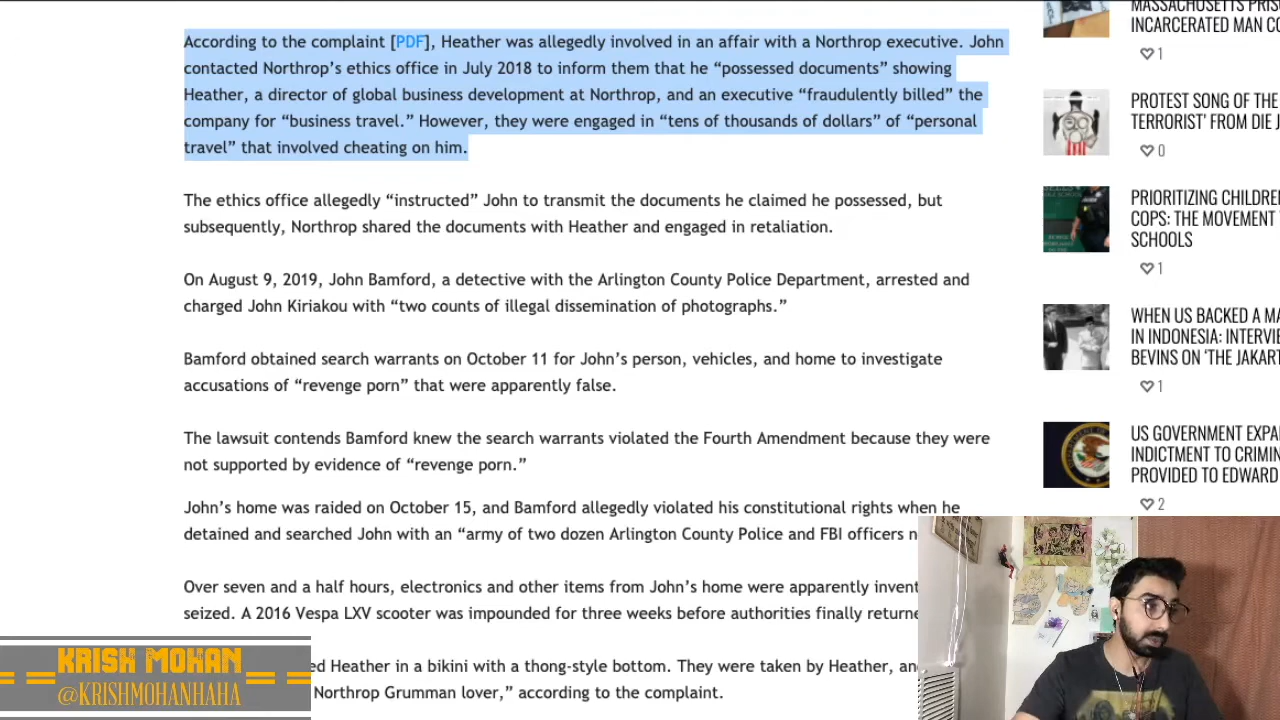 According to the complaint [PDF], Heather was allegedly involved in an affair with a Northrop executive. John
contacted Northrop’s ethics office in July 2018 to inform them that he “possessed documents” showing
Heather, a director of global business development at Northrop, and an executive “fraudulently billed” the
company for “business travel.” However, they were engaged in “tens of thousands of dollars” of “personal
travel” that involved cheating on him.
The ethics office allegedly “instructed” John to transmit the documents he claimed he possessed, but
subsequently, Northrop shared the documents with Heather and engaged in retaliation.
On August 9, 2019, John Bamford, a detective with the Arlington County Police Department, arrested and
charged John Kiriakou with “two counts of illegal dissemination of photographs.”
Bamford obtained search warrants on October 11 for John’s person, vehicles, and home to investigate
accusations of “revenge porn” that were apparently false.
The lawsuit contends Bamford knew the search warrants violated the Fourth Amendment because they were
not supported by evidence of “revenge porn.”
John’s home was raided on October 15, and Bamford allegedly violated his constitutional rights when he
detained and searched John with an “army of two dozen Arlington County Police and FBI officers n
Over seven and a half hours, electronics and other items from John’s home were apparently invent
seized. A 2016 Vespa LXV scooter was impounded for three weeks before authorities finally returne
ed Heather in a bikini with a thong-style bottom. They were taken by Heather, an
Northrop Grumman lover,” according to the complaint.
MASSACHUSETTS PRIS
INCARCERATED MAN CO
1
PROTEST SONG OF THE
TERRORIST’ FROM DIE J
0
PRIORITIZING CHILDRE
COPS: THE MOVEMENT
SCHOOLS
1
WHEN US BACKED A MA
IN INDONESIA: INTERVIE
BEVINS ON ‘THE JAKART
1
US GOVERNMENT EXPA
INDICTMENT TO CRIMIN
PROVIDED TO EDWARD
2
KRISH MOHAN
@KRISHMOHANHAHA